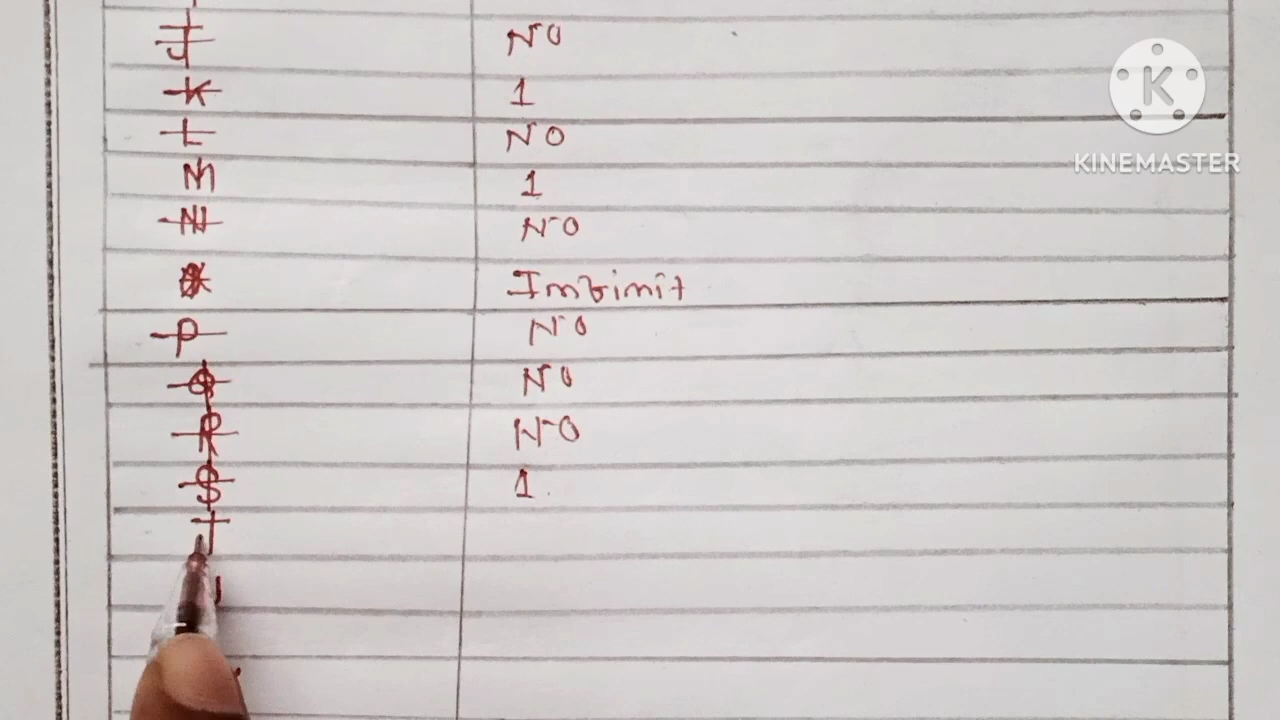 J NO
K 1
L NO
M 1
N NO
O Imfimit
P NO
Q NO
R NO
S 1.
T
K
KINEMASTER